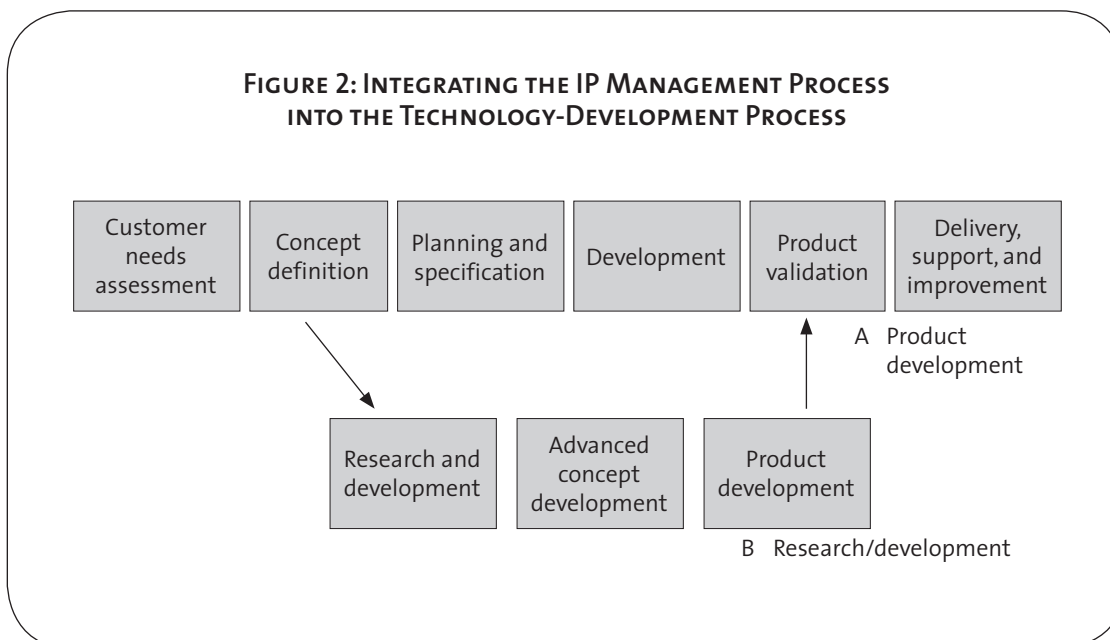 FIGURE 2: INTEGRATING THE IP MANAGEMENT PROCESS
INTO THE TECHNOLOGY-DEVELOPMENT PROCESS
Customer
needs
assessment
Concept
definition
Planning and
specification
Development
Product
validation
Delivery,
support, and
improvement
A Product
development
Research and
development
Advanced
concept
development
Product
development
B Research/development